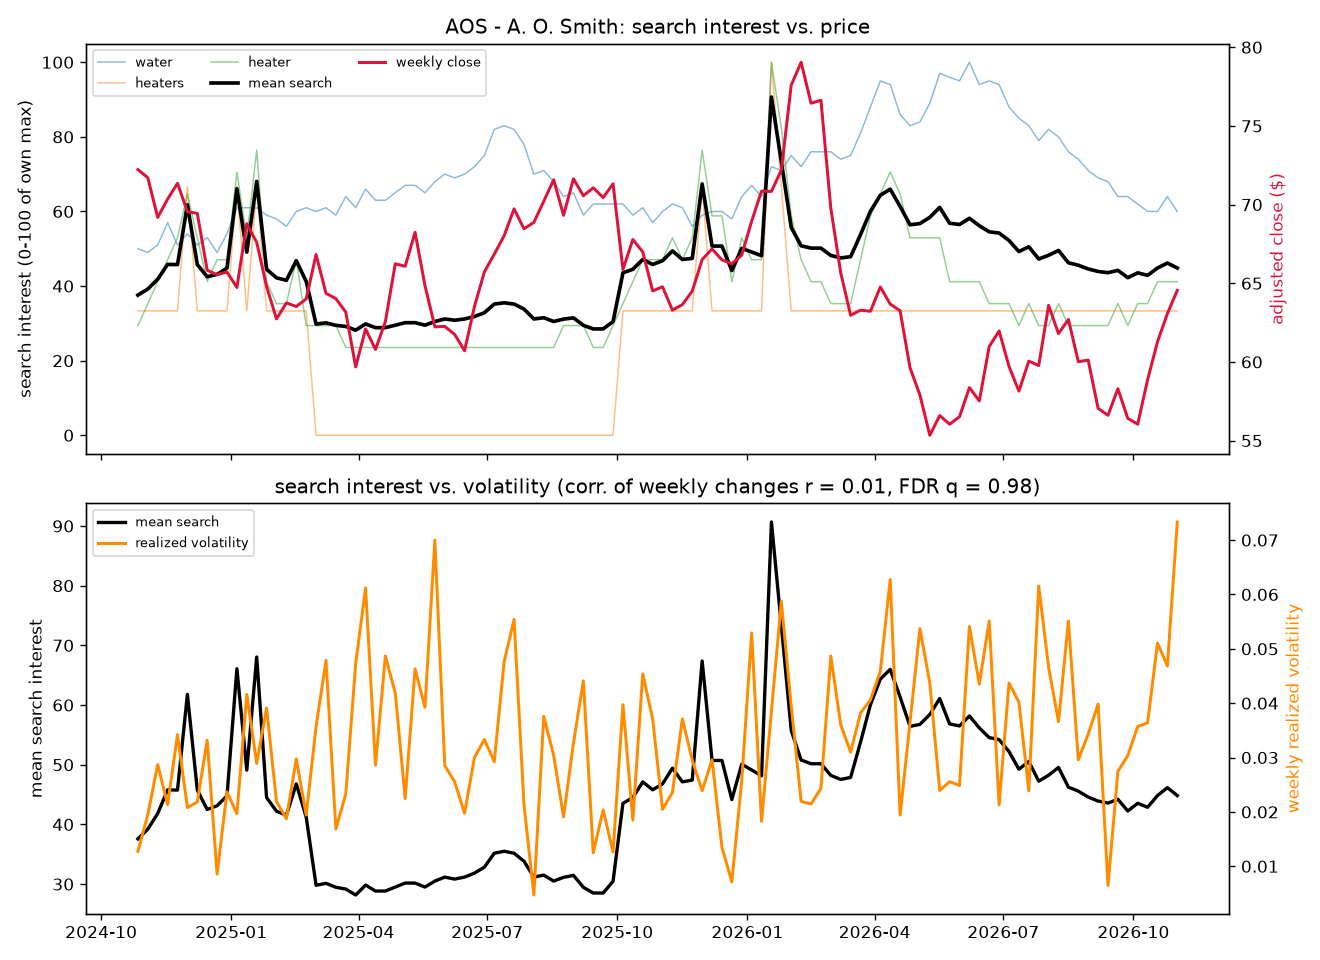 AOS - A. O. Smith: search interest vs. price
water
heaters
heater
mean search
weekly close
100
80
60
40
20
0
search interest (0-100 of own max)
80
75
70
65
60
55
adjusted close ($)
search interest vs. volatility (corr. of weekly changes r = 0.01, FDR q = 0.98)
mean search
realized volatility
90
80
70
60
50
40
30
mean search interest
0.07
0.06
0.05
0.04
0.03
0.02
0.01
weekly realized volatility
2024-10
2025-01
2025-04
2025-07
2025-10
2026-01
2026-04
2026-07
2026-10